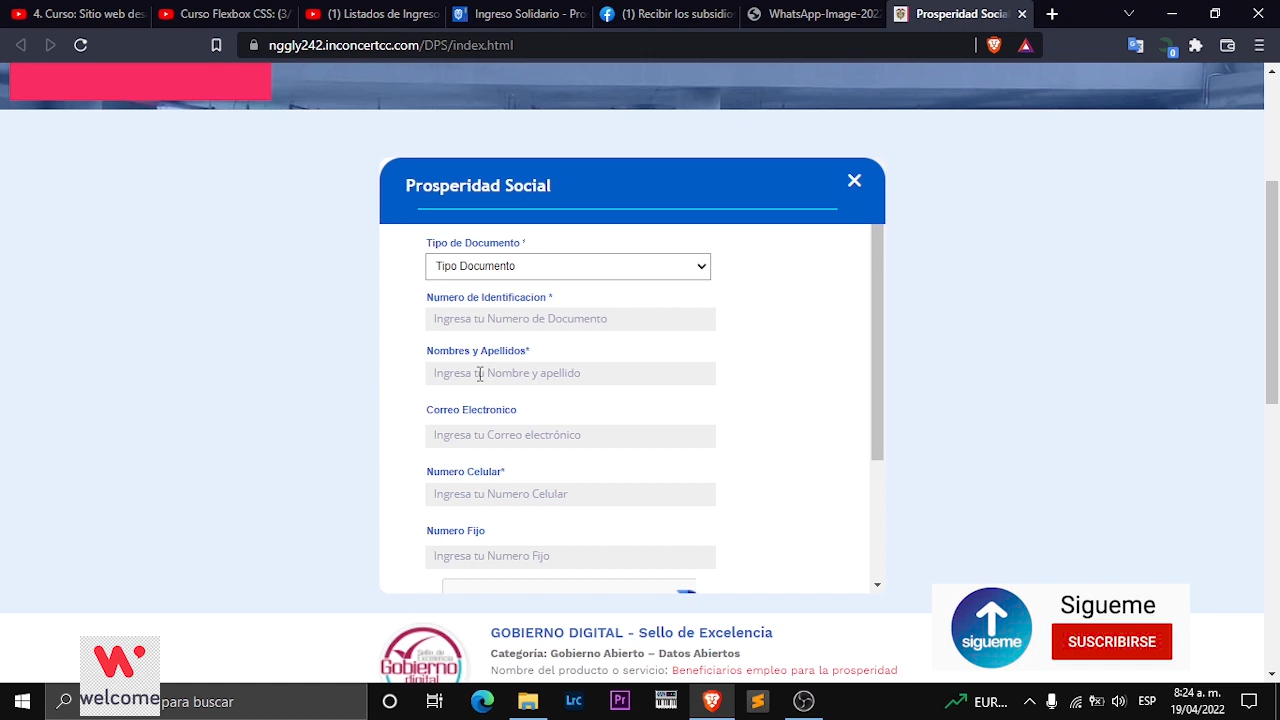 4. Curso Sitio web des
Curso Flexbox CSS: (3/
(1) Listados de Ingreso
Ingreso Solidario - Pro
(1) Recibir los subsidio
WhatsApp-Image-202
Prosperidad Socia
nggly242.inconcertcc.com/DPS/index.html
0
Prosperidad Social
Tipo de Documento *
Tipo Documento
Numero de Identificacion *
Ingresa tu Numero de Documento
Nombres y Apellidos*
Ingresa tu Nombre y apellido
Correo Electronico
Ingresa tu Correo electrónico
Numero Celular*
Ingresa tu Numero Celular
Numero Fijo
Ingresa tu Numero Fijo
Gobierno digital
GOBIERNO DIGITAL - Sello de Excelencia
Categoría: Gobierno Abierto – Datos Abiertos
Nombre del producto o servicio: Beneficiarios empleo para la prosperidad
sigueme
Sigueme
SUSCRIBIRSE
welcome
para buscar
LrC
Pr
EUR...
ESP
8:24 a. m.
19/04/2022